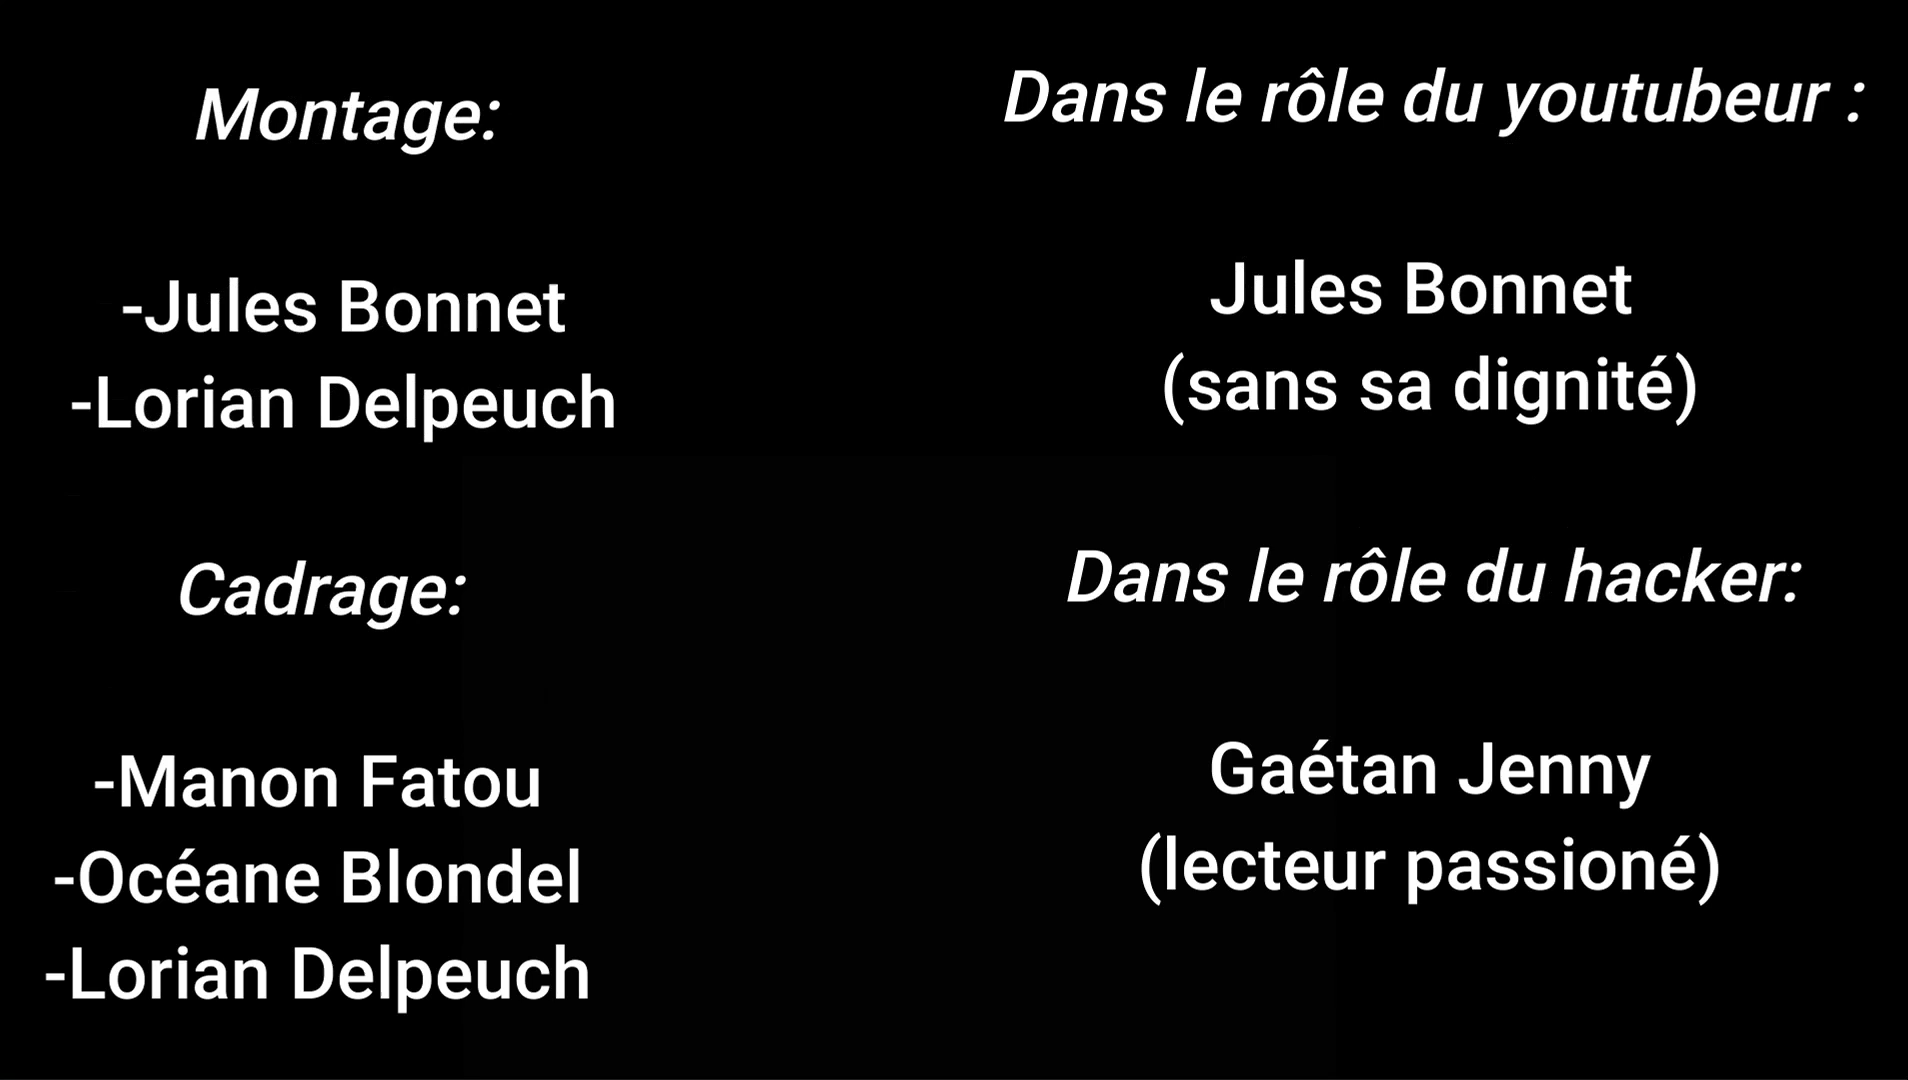 Montage:
-Jules Bonnet
-Lorian Delpeuch
Cadrage:
-Manon Fatou
-Océane Blondel
-Lorian Delpeuch
Dans le rôle du youtubeur :
Jules Bonnet
(sans sa dignité)
Dans le rôle du hacker:
Gaétan Jenny
(lecteur passioné)